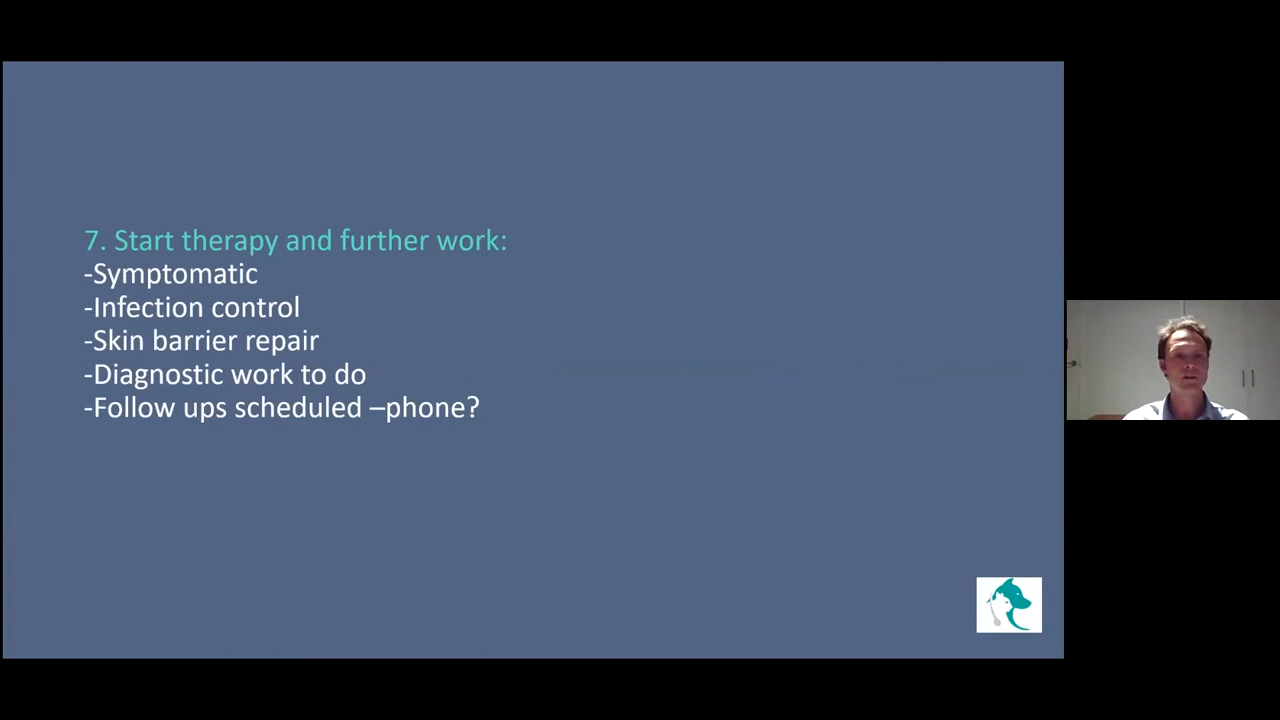 7. Start therapy and further work:
-Symptomatic
-Infection control
-Skin barrier repair
-Diagnostic work to do
-Follow ups scheduled –phone?